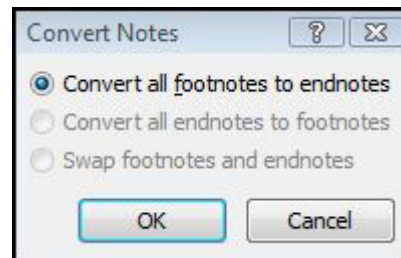 Convert Notes
Convert all footnotes to endnotes
Convert all endnotes to footnotes
Swap footnotes and endnotes
OK Cancel